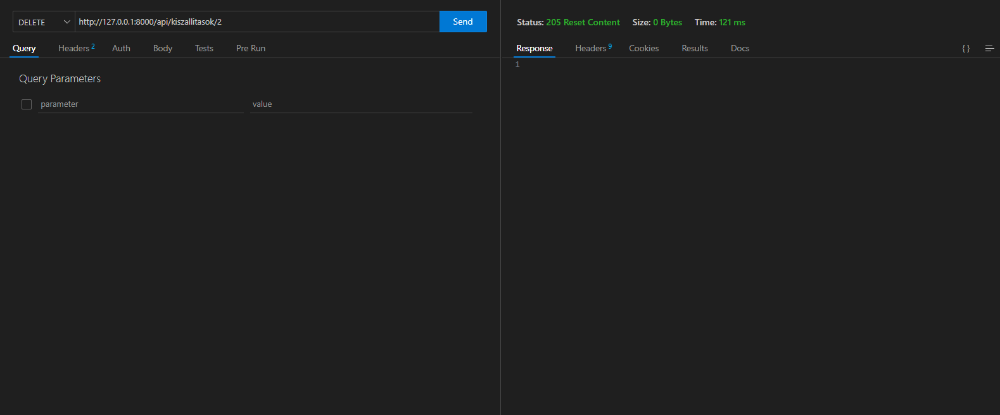 DELETE http://127.0.0.1:8000/api/kiszallitasok/2 Send
Query Headers 2 Auth Body Tests Pre Run
Query Parameters
parameter value
Status: 205 Reset Content Size: 0 Bytes Time: 121 ms
Response Headers 9 Cookies Results Docs { }
1